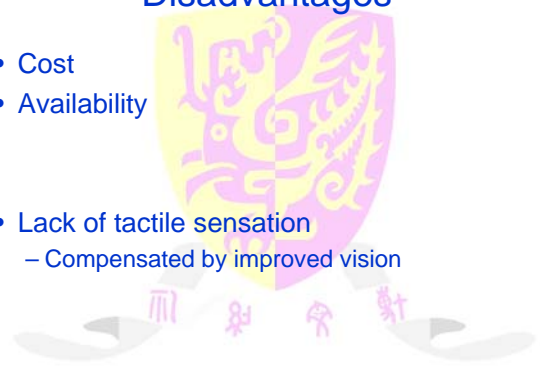 Disadvantages
• Cost
• Availability
• Lack of tactile sensation
– Compensated by improved vision